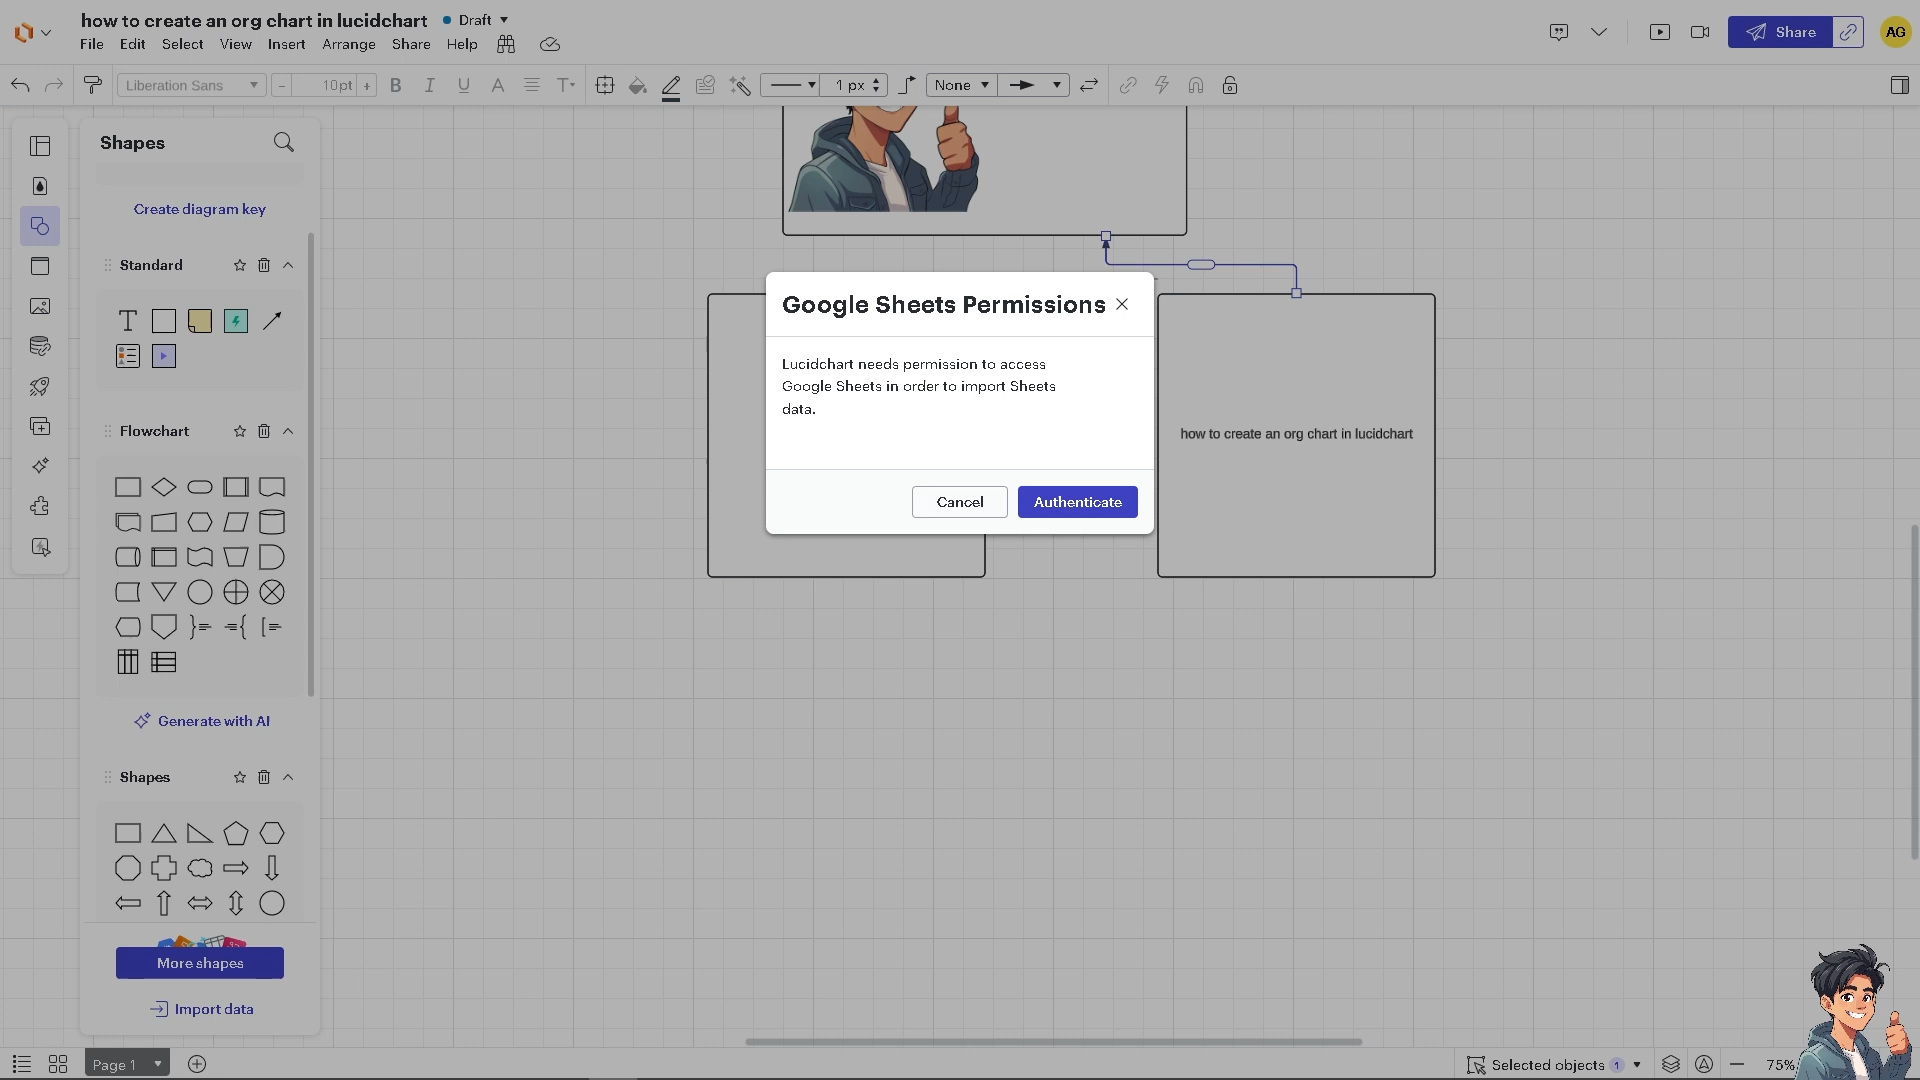 how to create an org chart in lucidchart
Draft
AG
Share
File Edit Select View Insert Arrange Share Help
Liberation Sans
- 10pt +
B I U A T
1 px
None
Shapes
Create diagram key
Standard
T
Flowchart
Generate with AI
Shapes
More shapes
Import data
Google Sheets Permissions
Lucidchart needs permission to access
Google Sheets in order to import Sheets
data.
Cancel
Authenticate
how to create an org chart in lucidchart
Page 1
Selected objects 1
75%